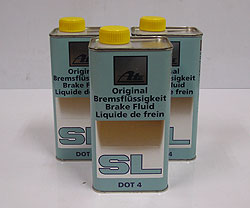 Original
Bremsflüssigkeit
Brake Fluid
Liquide de frein
SL
DOT 4